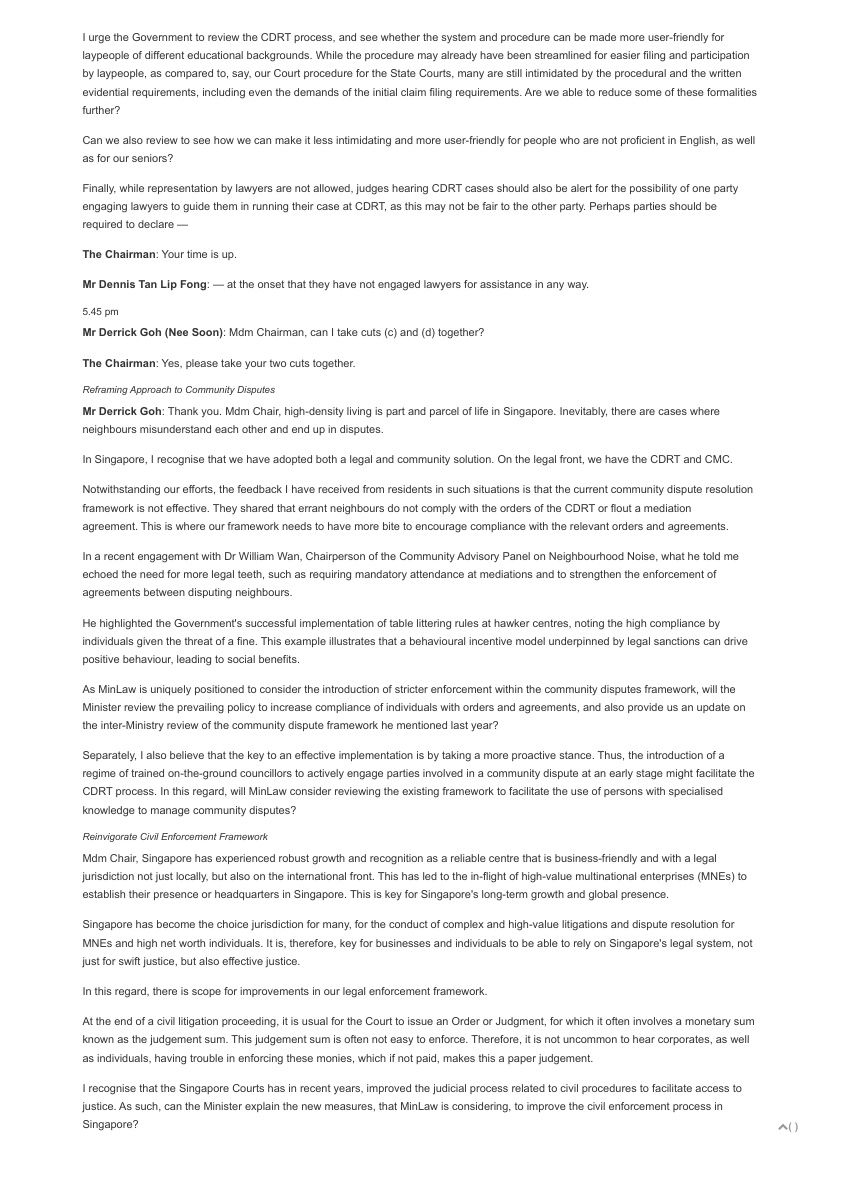 I urge the Government to review the CDRT process, and see whether the system and procedure can be made more user-friendly for
laypeople of different educational backgrounds. While the procedure may already have been streamlined for easier filing and participation
by laypeople, as compared to, say, our Court procedure for the State Courts, many are still intimidated by the procedural and the written
evidential requirements, including even the demands of the initial claim filing requirements. Are we able to reduce some of these formalities
further?
Can we also review to see how we can make it less intimidating and more user-friendly for people who are not proficient in English, as well
as for our seniors?
Finally, while representation by lawyers are not allowed, judges hearing CDRT cases should also be alert for the possibility of one party
engaging lawyers to guide them in running their case at CDRT, as this may not be fair to the other party. Perhaps parties should be
required to declare —
The Chairman: Your time is up.
Mr Dennis Tan Lip Fong: — at the onset that they have not engaged lawyers for assistance in any way.
5.45 pm
Mr Derrick Goh (Nee Soon): Mdm Chairman, can I take cuts (c) and (d) together?
The Chairman: Yes, please take your two cuts together.
Reframing Approach to Community Disputes
Mr Derrick Goh: Thank you. Mdm Chair, high-density living is part and parcel of life in Singapore. Inevitably, there are cases where
neighbours misunderstand each other and end up in disputes.
In Singapore, I recognise that we have adopted both a legal and community solution. On the legal front, we have the CDRT and CMC.
Notwithstanding our efforts, the feedback I have received from residents in such situations is that the current community dispute resolution
framework is not effective. They shared that errant neighbours do not comply with the orders of the CDRT or flout a mediation
agreement. This is where our framework needs to have more bite to encourage compliance with the relevant orders and agreements.
In a recent engagement with Dr William Wan, Chairperson of the Community Advisory Panel on Neighbourhood Noise, what he told me
echoed the need for more legal teeth, such as requiring mandatory attendance at mediations and to strengthen the enforcement of
agreements between disputing neighbours.
He highlighted the Government's successful implementation of table littering rules at hawker centres, noting the high compliance by
individuals given the threat of a fine. This example illustrates that a behavioural incentive model underpinned by legal sanctions can drive
positive behaviour, leading to social benefits.
As MinLaw is uniquely positioned to consider the introduction of stricter enforcement within the community disputes framework, will the
Minister review the prevailing policy to increase compliance of individuals with orders and agreements, and also provide us an update on
the inter-Ministry review of the community dispute framework he mentioned last year?
Separately, I also believe that the key to an effective implementation is by taking a more proactive stance. Thus, the introduction of a
regime of trained on-the-ground councillors to actively engage parties involved in a community dispute at an early stage might facilitate the
CDRT process. In this regard, will MinLaw consider reviewing the existing framework to facilitate the use of persons with specialised
knowledge to manage community disputes?
Reinvigorate Civil Enforcement Framework
Mdm Chair, Singapore has experienced robust growth and recognition as a reliable centre that is business-friendly and with a legal
jurisdiction not just locally, but also on the international front. This has led to the in-flight of high-value multinational enterprises (MNEs) to
establish their presence or headquarters in Singapore. This is key for Singapore's long-term growth and global presence.
Singapore has become the choice jurisdiction for many, for the conduct of complex and high-value litigations and dispute resolution for
MNEs and high net worth individuals. It is, therefore, key for businesses and individuals to be able to rely on Singapore's legal system, not
just for swift justice, but also effective justice.
In this regard, there is scope for improvements in our legal enforcement framework.
At the end of a civil litigation proceeding, it is usual for the Court to issue an Order or Judgment, for which it often involves a monetary sum
known as the judgement sum. This judgement sum is often not easy to enforce. Therefore, it is not uncommon to hear corporates, as well
as individuals, having trouble in enforcing these monies, which if not paid, makes this a paper judgement.
I recognise that the Singapore Courts has in recent years, improved the judicial process related to civil procedures to facilitate access to
justice. As such, can the Minister explain the new measures, that MinLaw is considering, to improve the civil enforcement process in
Singapore?
( )